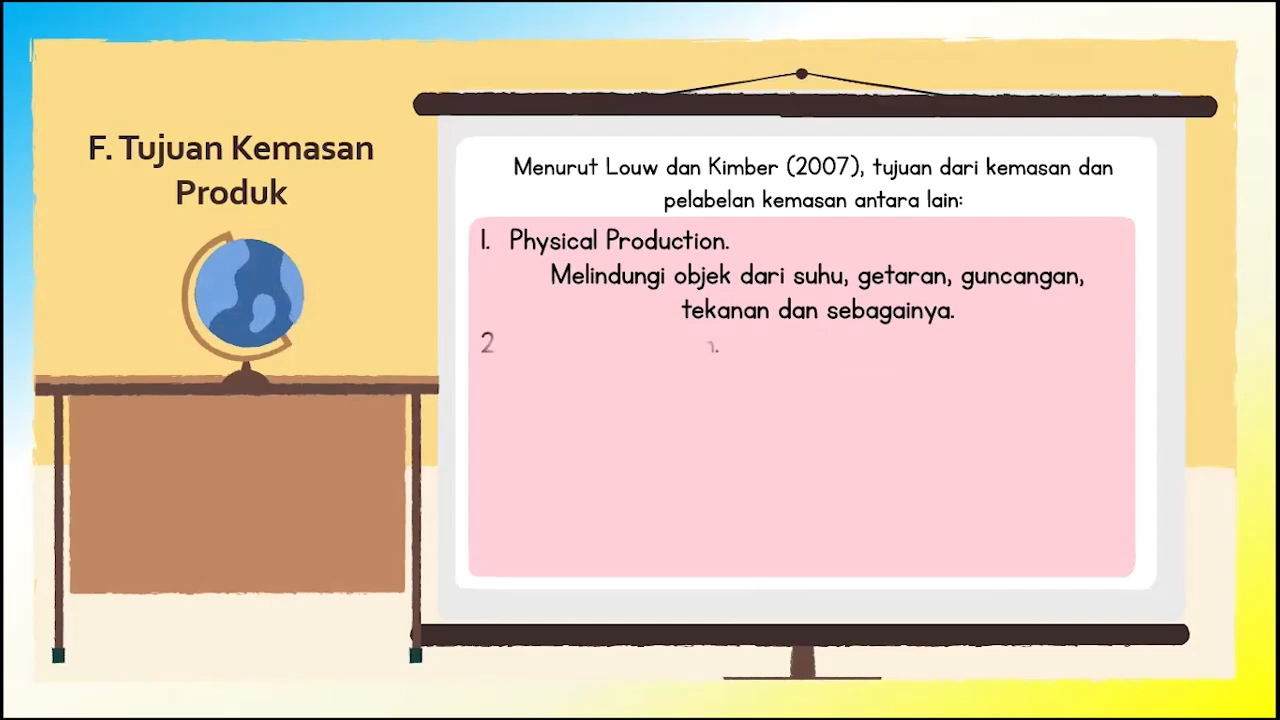 F. Tujuan Kemasan
Produk
Menurut Louw dan Kimber (2007), tujuan dari kemasan dan
pelabelan kemasan antara lain:
1. Physical Production.
Melindungi objek dari suhu, getaran, guncangan,
tekanan dan sebagainya.
2